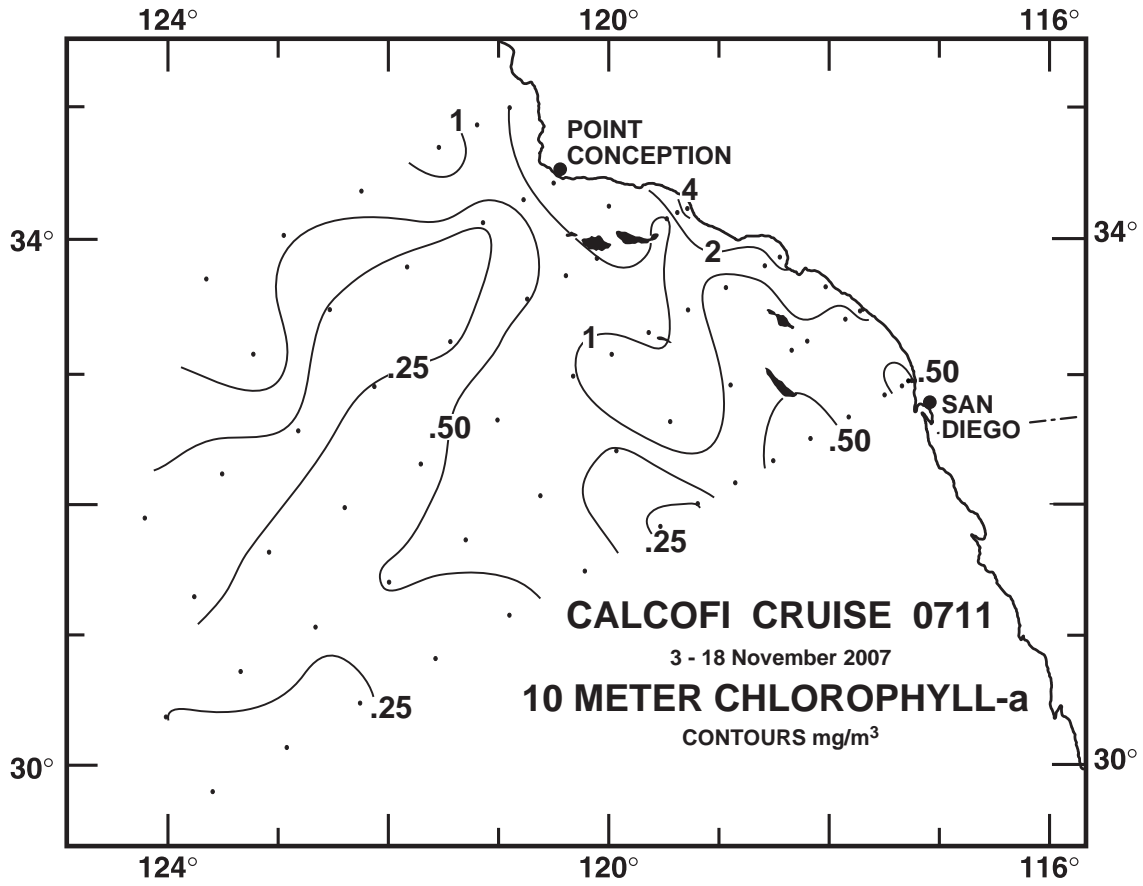 124° 120° 116°
1
POINT
CONCEPTION
4
34° 2 34°
1
.25 .50
.50 SAN
.50 DIEGO
.25
CALCOFI CRUISE 0711
3 - 18 November 2007
10 METER CHLOROPHYLL-a
.25
CONTOURS mg/m³
30° 30°
124° 120° 116°